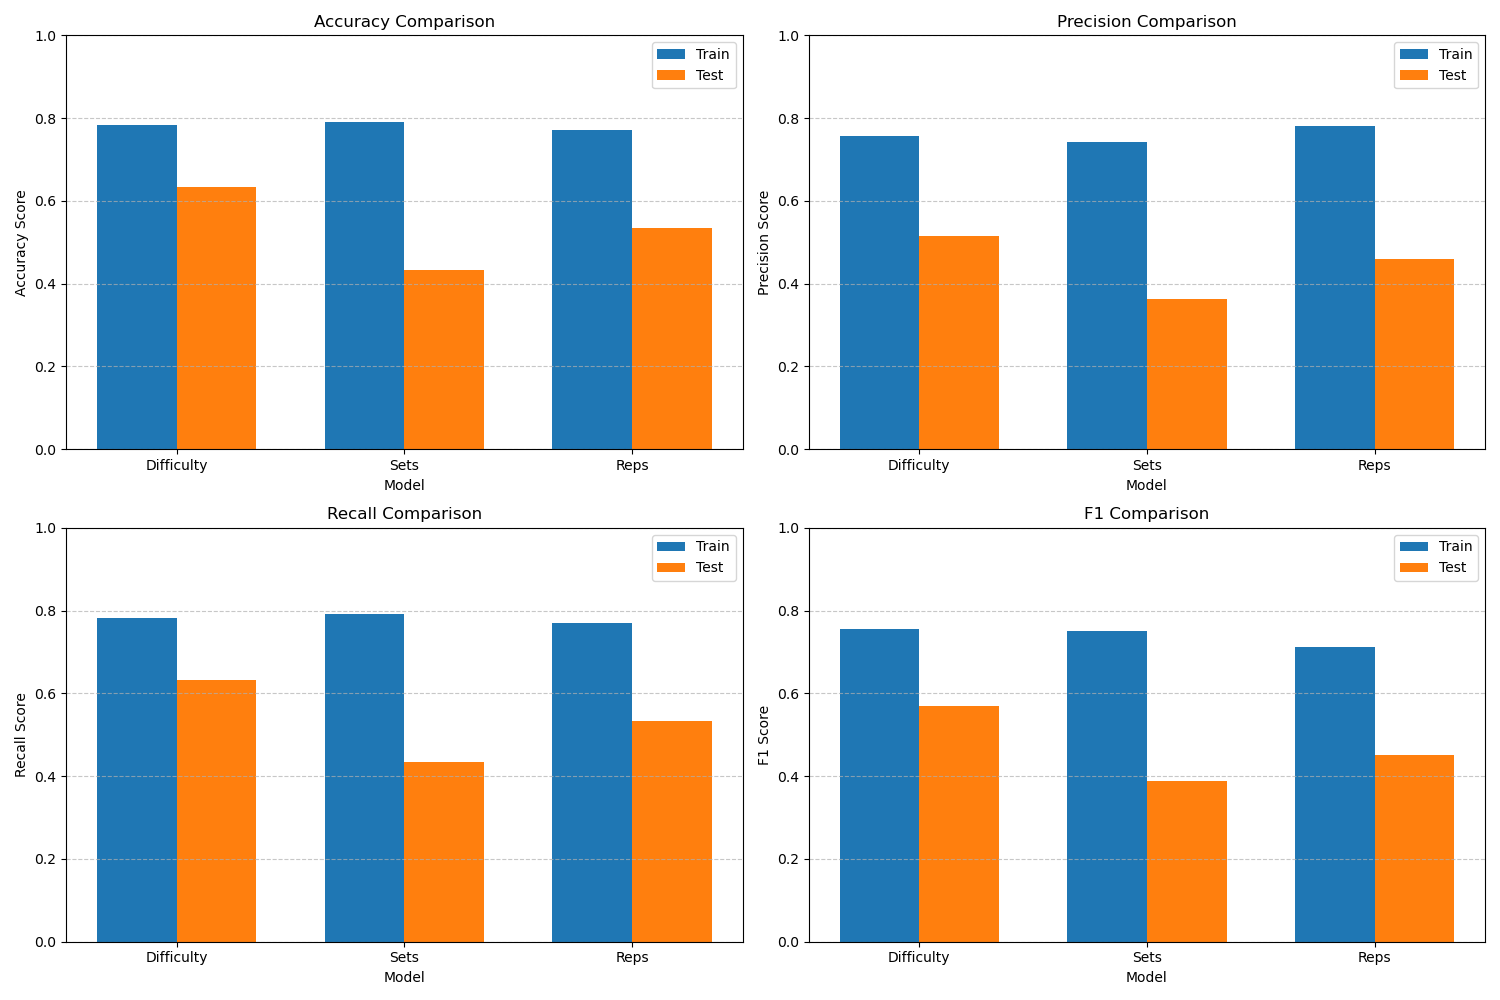 Accuracy Comparison
1.0
0.8
0.6
0.4
0.2
0.0
Accuracy Score
Train
Test
Difficulty Sets Reps
Model
Precision Comparison
1.0
0.8
0.6
0.4
0.2
0.0
Precision Score
Train
Test
Difficulty Sets Reps
Model
Recall Comparison
1.0
0.8
0.6
0.4
0.2
0.0
Recall Score
Train
Test
Difficulty Sets Reps
Model
F1 Comparison
1.0
0.8
0.6
0.4
0.2
0.0
F1 Score
Train
Test
Difficulty Sets Reps
Model